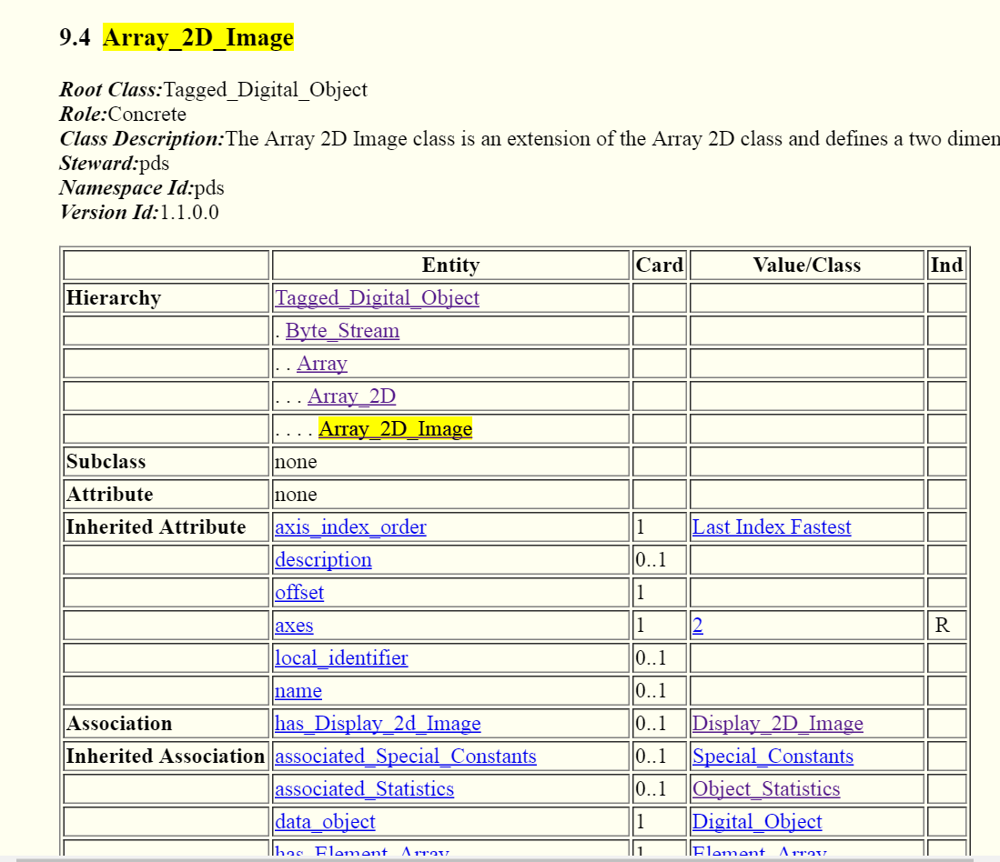 9.4 Array_2D_Image
Root Class:Tagged_Digital_Object
Role:Concrete
Class Description:The Array 2D Image class is an extension of the Array 2D class and defines a two dimen
Steward:pds
Namespace Id:pds
Version Id:1.1.0.0
Entity Card Value/Class Ind
Hierarchy Tagged_Digital_Object
. Byte_Stream
. . Array
. . . Array_2D
. . . . Array_2D_Image
Subclass none
Attribute none
Inherited Attribute axis_index_order 1 Last Index Fastest
description 0..1
offset 1
axes 1 2 R
local_identifier 0..1
name 0..1
Association has_Display_2d_Image 0..1 Display_2D_Image
Inherited Association associated_Special_Constants 0..1 Special_Constants
associated_Statistics 0..1 Object_Statistics
data_object 1 Digital_Object
has_Element_Array 1 Element_Array